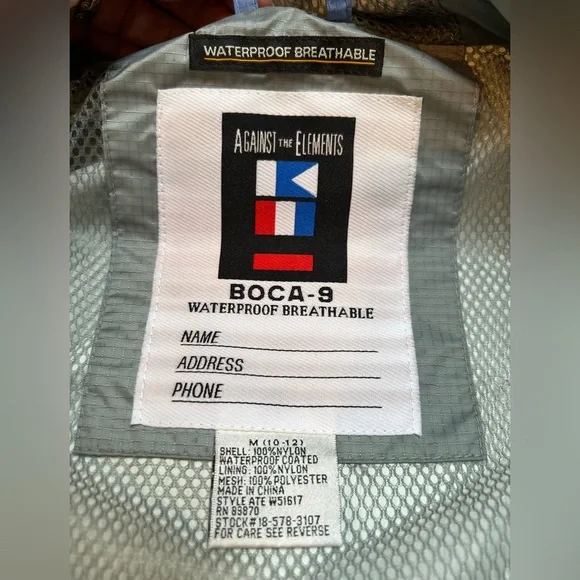 WATERPROOF BREATHABLE
AGAINST THE ELEMENTS
BOCA-9
WATERPROOF BREATHABLE
NAME
ADDRESS
PHONE
M (10-12)
SHELL: 100%NYLON
WATERPROOF COATED
LINING: 100%NYLON
MESH: 100% POLYESTER
MADE IN CHINA
STYLE ATE W51617
RN 83870
STOCK#18-578-3107
FOR CARE SEE REVERSE